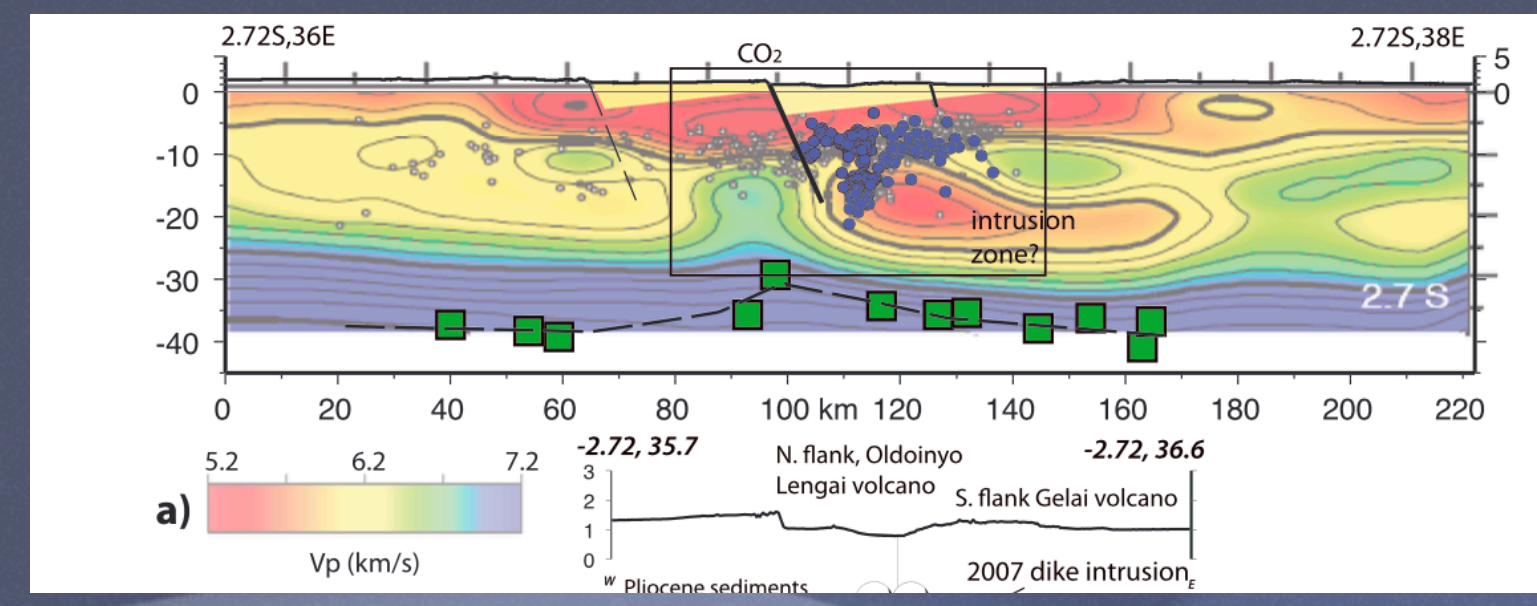 2.72S,36E
2.72S,38E
CO₂
5
0
0
-10
-20
-30
-40
intrusion
zone?
2.7 S
0 20 40 60 80 100 km 120 140 160 180 200 220
5.2 6.2 7.2
a)
Vp (km/s)
-2.72, 35.7
-2.72, 36.6
N. flank, Oldoinyo
Lengai volcano
S. flank Gelai volcano
3
2
1
0
W
Pliocene sediments
2007 dike intrusion
E